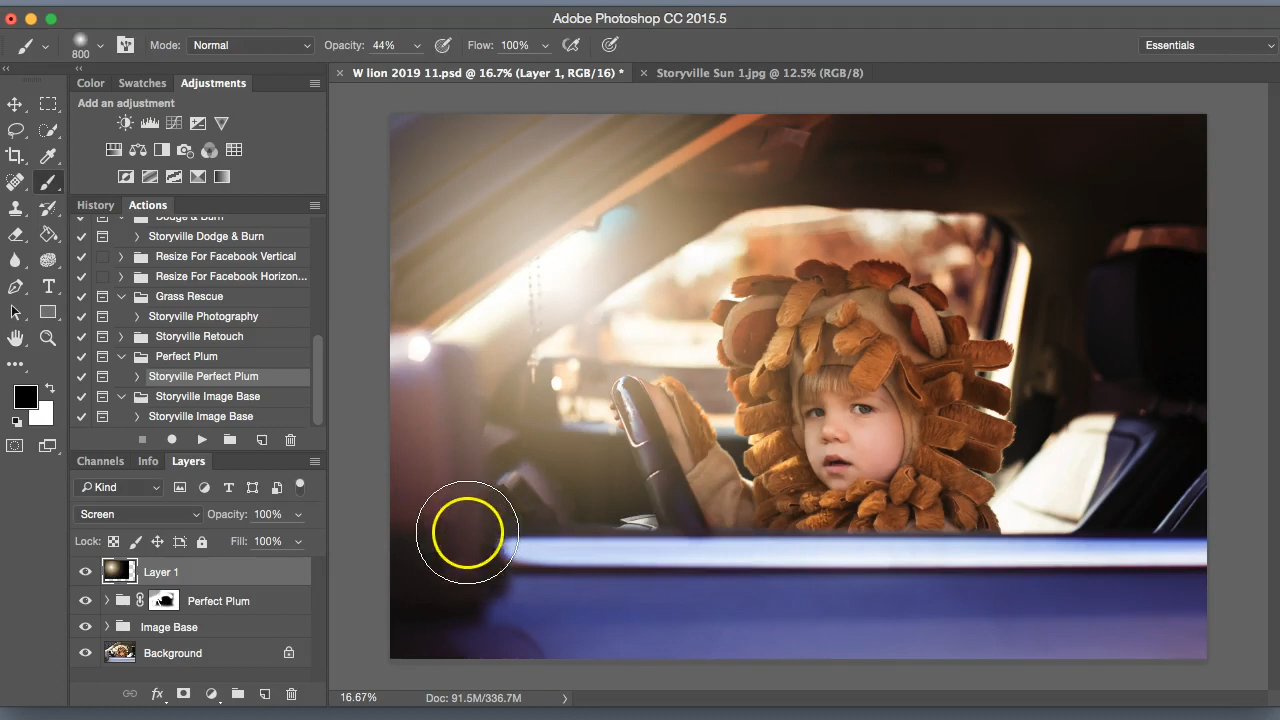 Adobe Photoshop CC 2015.5
800
Mode: Normal
Opacity: 44%
Flow: 100%
Essentials
W lion 2019 11.psd @ 16.7% (Layer 1, RGB/16) *
Storyville Sun 1.jpg @ 12.5% (RGB/8)
Color Swatches Adjustments
Add an adjustment
History Actions
Dodge & Burn
Storyville Dodge & Burn
Resize For Facebook Vertical
Resize For Facebook Horizon...
Grass Rescue
Storyville Photography
Storyville Retouch
Perfect Plum
Storyville Perfect Plum
Storyville Image Base
Storyville Image Base
Channels Info Layers
Kind
Screen Opacity: 100%
Lock: Fill: 100%
Layer 1
Perfect Plum
Image Base
Background
fx
16.67% Doc: 91.5M/336.7M